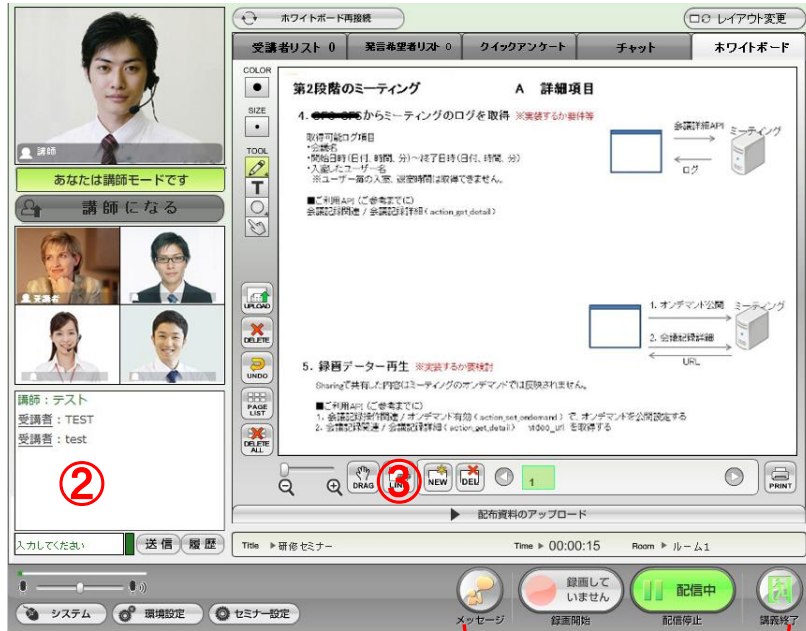 ホワイトボード再接続
レイアウト変更
受講者リスト 0
発言希望者リスト 0
クイックアンケート
チャット
ホワイトボード
講師
あなたは講師モードです
講師になる
受講者
講師：テスト
受講者：TEST
受講者：test
②
入力してください
送信
履歴
COLOR
SIZE
TOOL
T
UPLOAD
DELETE
UNDO
PAGE LIST
DELETE ALL
第2段階のミーティング
A 詳細項目
4.
からミーティングのログを取得 ※実装するか要件等
取得可能ログ項目
・会議名
・開始日時(日付、時間、分)～終了日時(日付、時間、分)
・入室したユーザー名
※ユーザー毎の入室、退室時間は取得できません。
■ご利用API(ご参考までに)
会議記録関連 / 会議記録詳細(action_get_detail)
会議詳細API
ミーティング
ログ
1. オンデマンド公開
ミーティング
2. 会議記録詳細
URL
5. 録画データー再生 ※実装するか要検討
Sharingで共有した内容はミーティングのオンデマンドでは反映されません。
■ご利用API(ご参考までに)
1. 会議記録操作関連 / オンデマンド有効(action_set_ondemand)で、オンデマンドを公開設定する
2. 会議記録関連 / 会議記録詳細(action_get_detail) を取得する
DRAG
③
NEW
DEL
1
PRINT
配布資料のアップロード
Title ▶研修セミナー
Time ▶ 00:00:15
Room ▶ ルーム1
システム
環境設定
セミナー設定
メッセージ
録画していません
録画開始
配信中
配信停止
講義終了